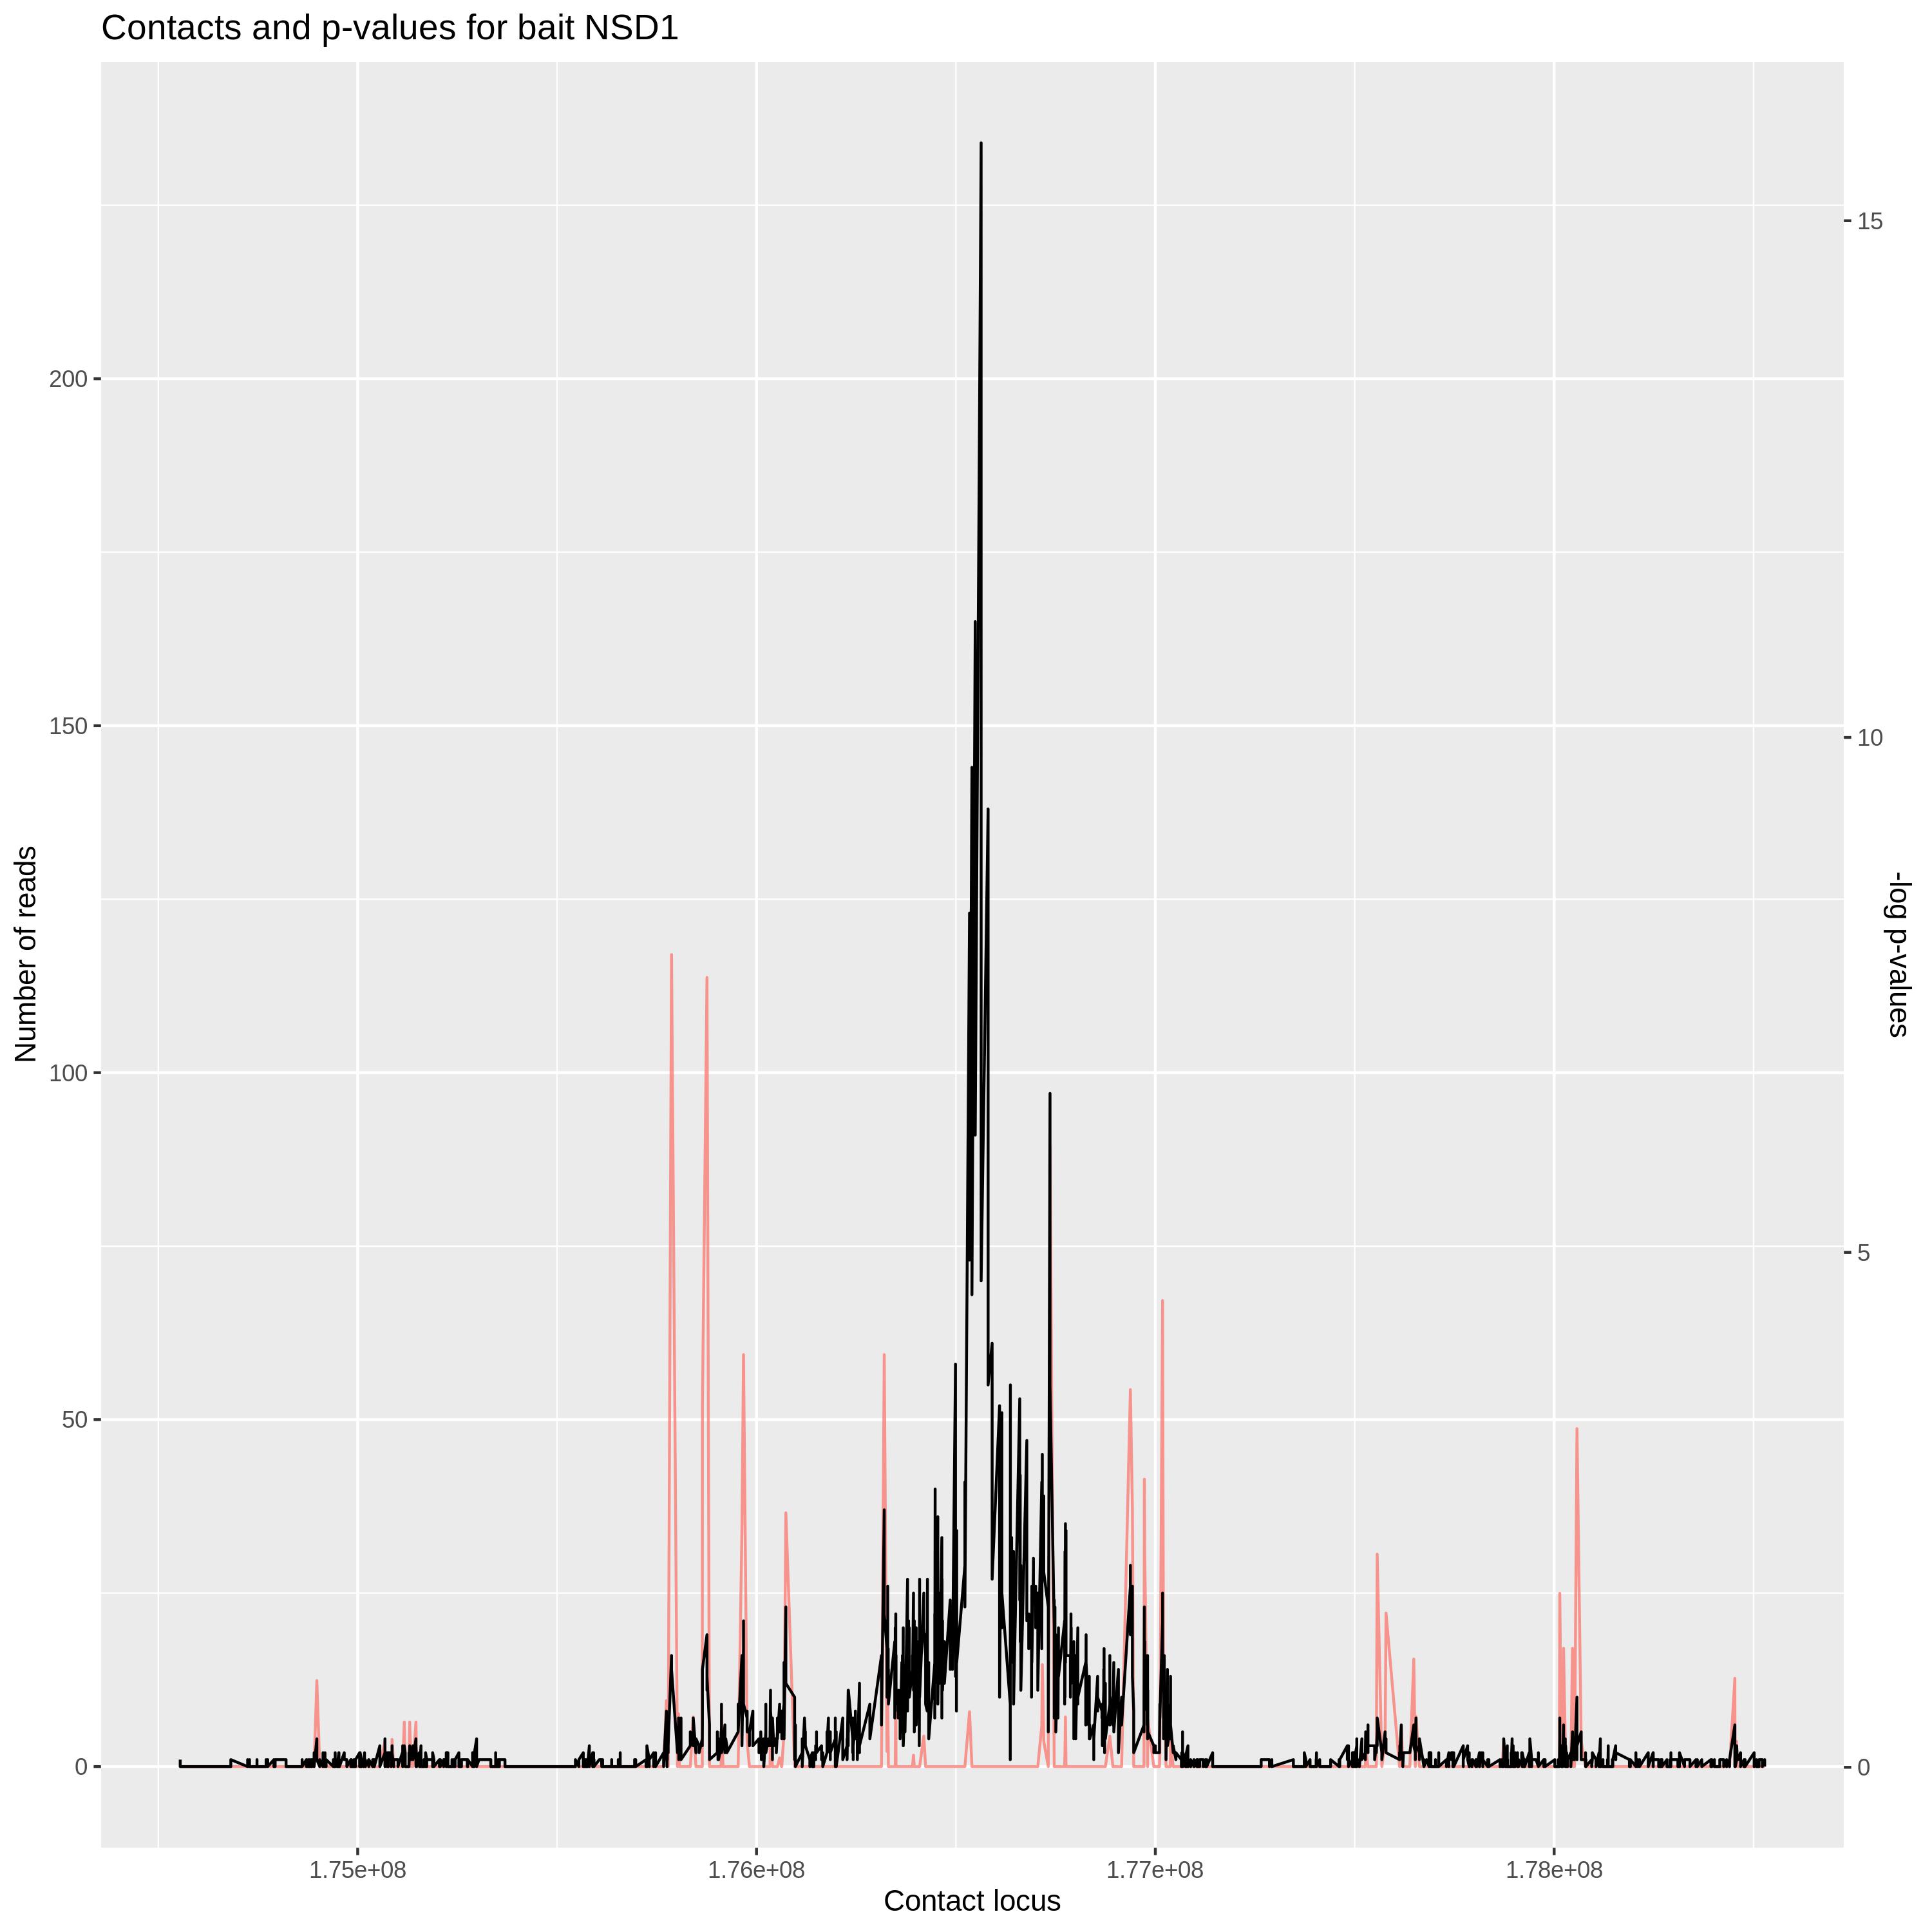 Contacts and p-values for bait NSD1
200
150
100
50
0
Number of reads
15
10
5
0
-log p-values
1.75e+08
1.76e+08
1.77e+08
1.78e+08
Contact locus